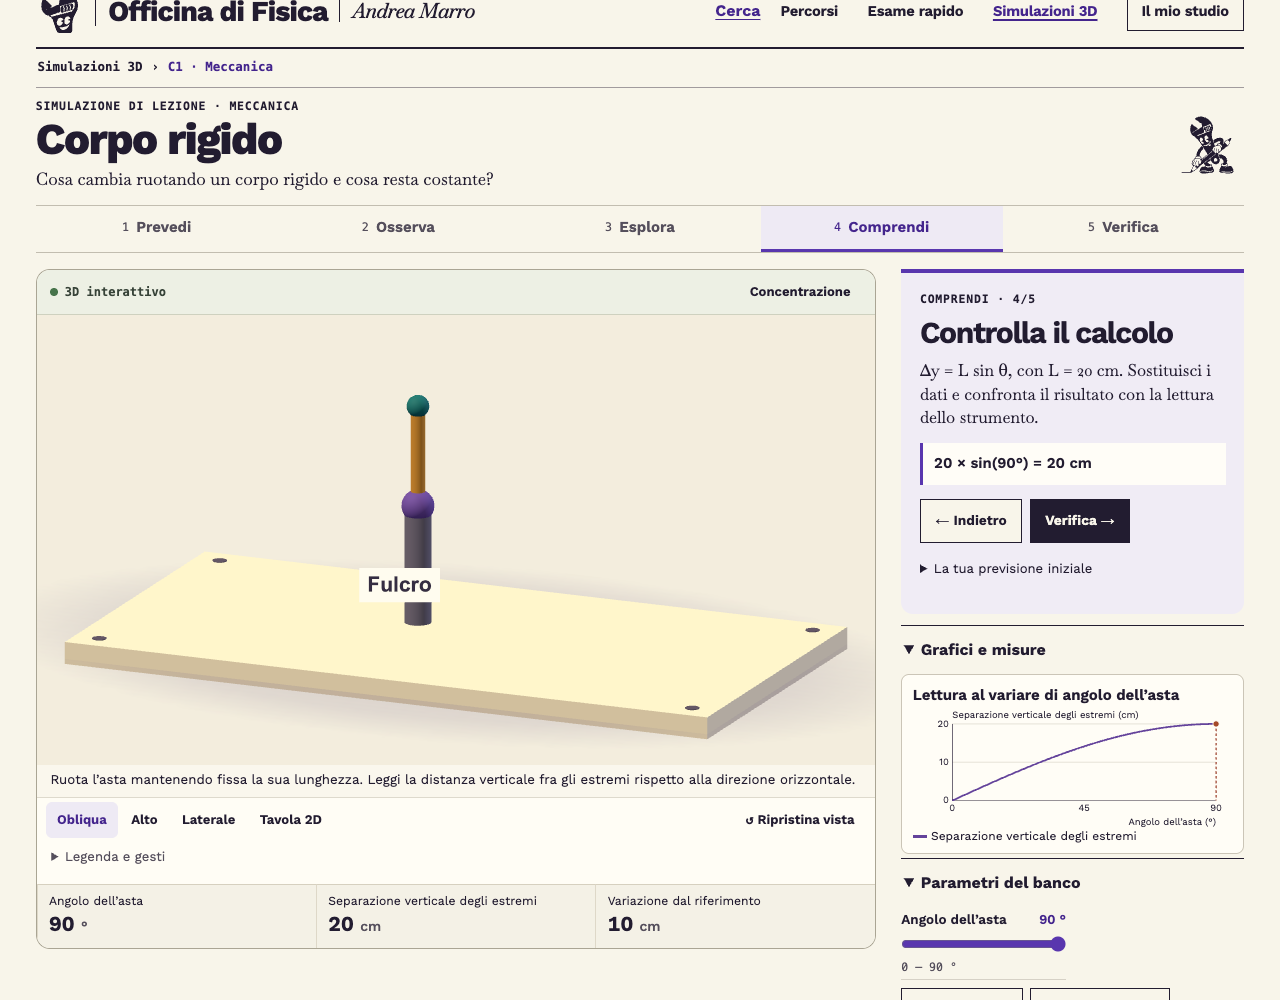 Officina di Fisica
Andrea Marro
Cerca
Percorsi
Esame rapido
Simulazioni 3D
Il mio studio
Simulazioni 3D › C1 · Meccanica
SIMULAZIONE DI LEZIONE · MECCANICA
Corpo rigido
Cosa cambia ruotando un corpo rigido e cosa resta costante?
1 Prevedi
2 Osserva
3 Esplora
4 Comprendi
5 Verifica
3D interattivo
Concentrazione
Fulcro
Ruota l’asta mantenendo fissa la sua lunghezza. Leggi la distanza verticale fra gli estremi rispetto alla direzione orizzontale.
Obliqua
Alto
Laterale
Tavola 2D
↺ Ripristina vista
▶ Legenda e gesti
Angolo dell’asta
90 °
Separazione verticale degli estremi
20 cm
Variazione dal riferimento
10 cm
COMPRENDI · 4/5
Controlla il calcolo
Δy = L sin θ, con L = 20 cm. Sostituisci i
dati e confronta il risultato con la lettura
dello strumento.
20 × sin(90°) = 20 cm
← Indietro
Verifica →
▶ La tua previsione iniziale
▼ Grafici e misure
Lettura al variare di angolo dell’asta
Separazione verticale degli estremi (cm)
20
10
0
0
45
90
Angolo dell’asta (°)
Separazione verticale degli estremi
▼ Parametri del banco
Angolo dell’asta
90 °
0 — 90 °